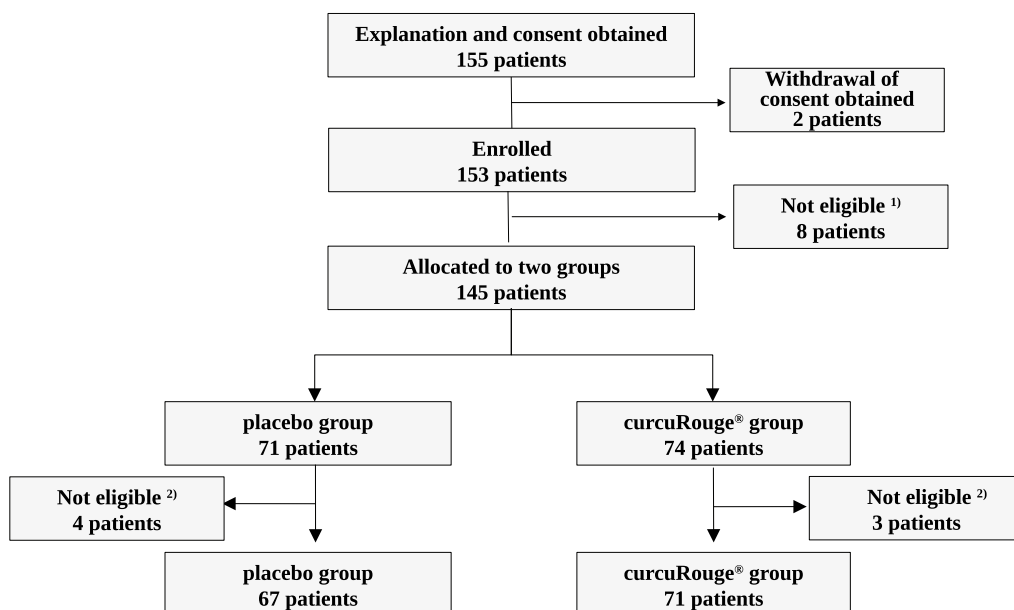 Explanation and consent obtained
155 patients
Withdrawal of
consent obtained
2 patients
Enrolled
153 patients
Not eligible 1)
8 patients
Allocated to two groups
145 patients
placebo group
71 patients
curcuRouge® group
74 patients
Not eligible 2)
4 patients
Not eligible 2)
3 patients
placebo group
67 patients
curcuRouge® group
71 patients